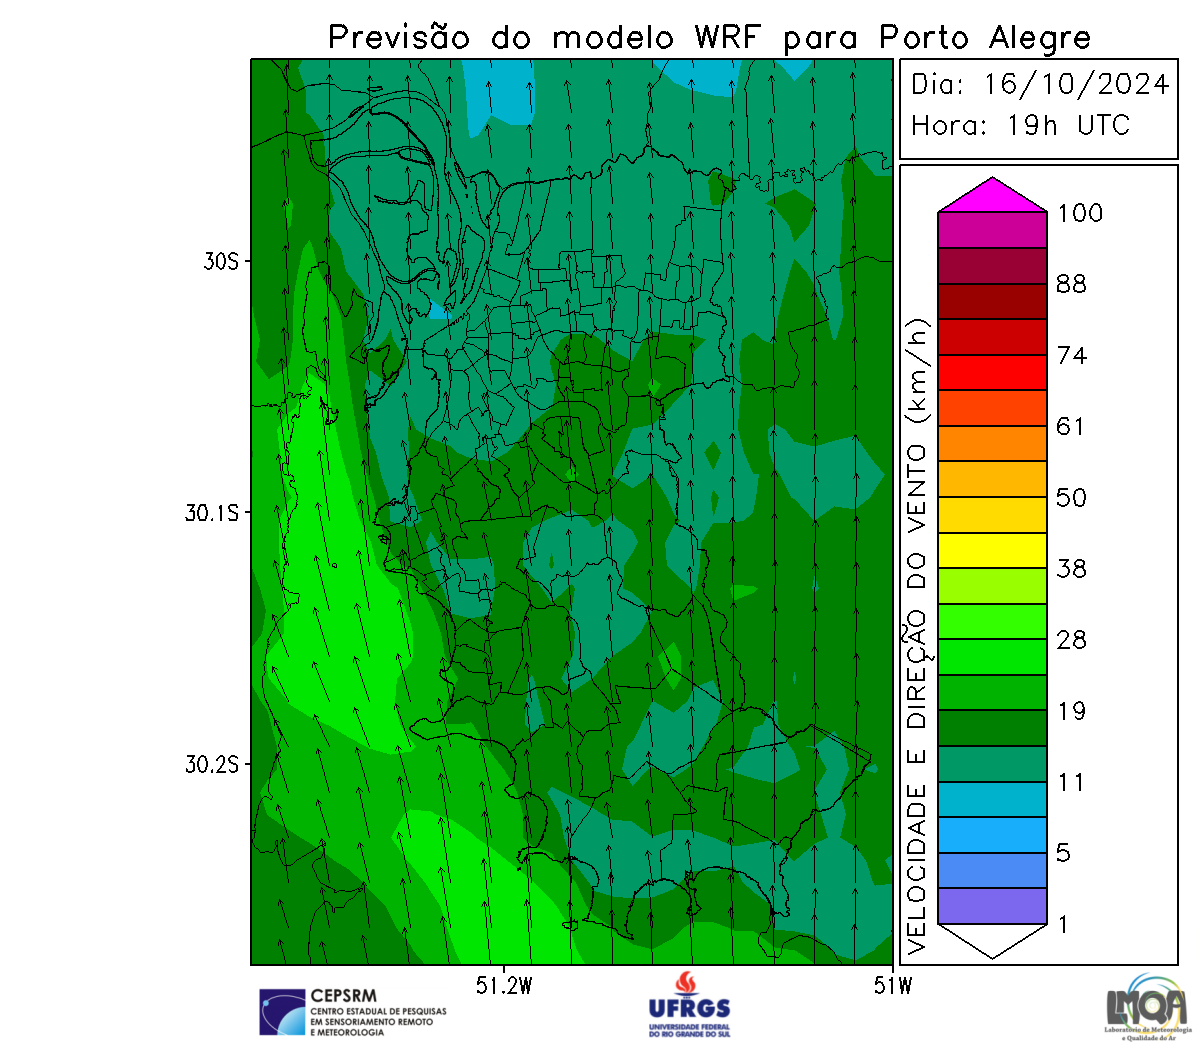 Previsão do modelo WRF para Porto Alegre
Dia: 16/10/2024
Hora: 19h UTC
100
88
74
61
50
38
28
19
11
5
1
VELOCIDADE E DIREÇÃO DO VENTO (km/h)
30S
30.1S
30.2S
51.2W
51W
CEPSRM
CENTRO ESTADUAL DE PESQUISAS
EM SENSORIAMENTO REMOTO
E METEOROLOGIA
UFRGS
UNIVERSIDADE FEDERAL
DO RIO GRANDE DO SUL
LMQA
Laboratório de Meteorologia
e Qualidade do Ar